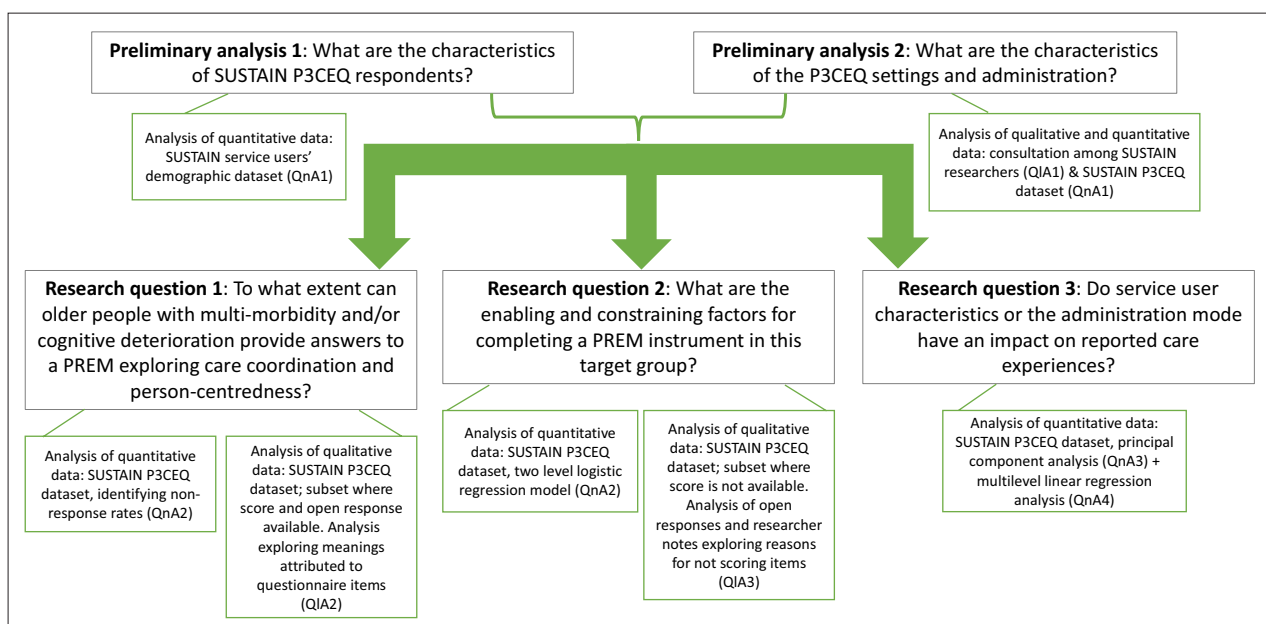 Preliminary analysis 1: What are the characteristics
of SUSTAIN P3CEQ respondents?
Preliminary analysis 2: What are the characteristics
of the P3CEQ settings and administration?
Analysis of quantitative data:
SUSTAIN service users’
demographic dataset (QnA1)
Analysis of qualitative and quantitative
data: consultation among SUSTAIN
researchers (QlA1) & SUSTAIN P3CEQ
dataset (QnA1)
Research question 1: To what extent can
older people with multi-morbidity and/or
cognitive deterioration provide answers to
a PREM exploring care coordination and
person-centredness?
Research question 2: What are the
enabling and constraining factors for
completing a PREM instrument in this
target group?
Research question 3: Do service user
characteristics or the administration mode
have an impact on reported care
experiences?
Analysis of quantitative
data: SUSTAIN P3CEQ
dataset, identifying non-
response rates (QnA2)
Analysis of qualitative
data: SUSTAIN P3CEQ
dataset; subset where
score and open response
available. Analysis
exploring meanings
attributed to
questionnaire items
(QlA2)
Analysis of quantitative
data: SUSTAIN P3CEQ
dataset, two level logistic
regression model (QnA2)
Analysis of qualitative
data: SUSTAIN P3CEQ
dataset; subset where
score is not available.
Analysis of open
responses and researcher
notes exploring reasons
for not scoring items
(QlA3)
Analysis of quantitative data:
SUSTAIN P3CEQ dataset, principal
component analysis (QnA3) +
multilevel linear regression
analysis (QnA4)